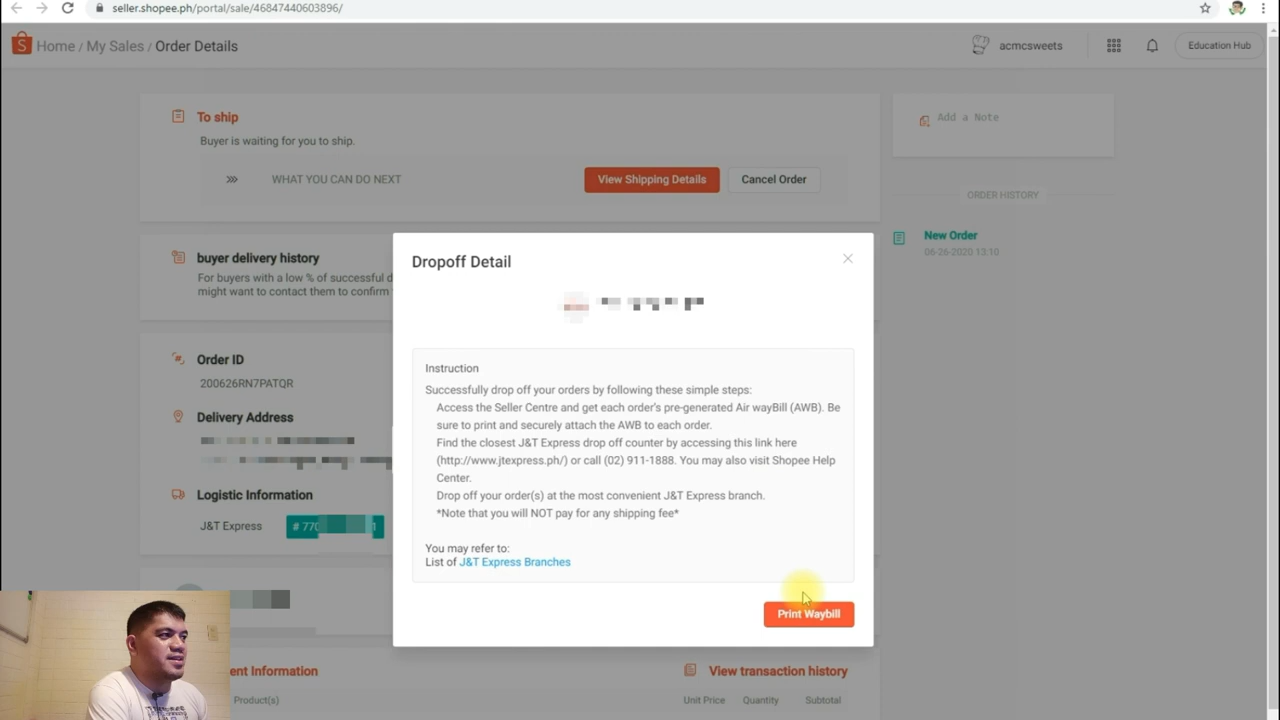 seller.shopee.ph/portal/sale/46847440603896/
Home / My Sales / Order Details
acmcsweets
Education Hub
To ship
Buyer is waiting for you to ship.
WHAT YOU CAN DO NEXT
View Shipping Details
Cancel Order
Add a Note
ORDER HISTORY
New Order
06-26-2020 13:10
buyer delivery history
For buyers with a low % of successful d
might want to contact them to confirm
Order ID
200626RN7PATQR
Delivery Address
Logistic Information
J&T Express
# 770
1
Dropoff Detail
Instruction
Successfully drop off your orders by following these simple steps:
Access the Seller Centre and get each order's pre-generated Air wayBill (AWB). Be
sure to print and securely attach the AWB to each order.
Find the closest J&T Express drop off counter by accessing this link here
(http://www.jtexpress.ph/) or call (02) 911-1888. You may also visit Shopee Help
Center.
Drop off your order(s) at the most convenient J&T Express branch.
*Note that you will NOT pay for any shipping fee*
You may refer to:
List of J&T Express Branches
Print Waybill
ent Information
View transaction history
Product(s)
Unit Price
Quantity
Subtotal